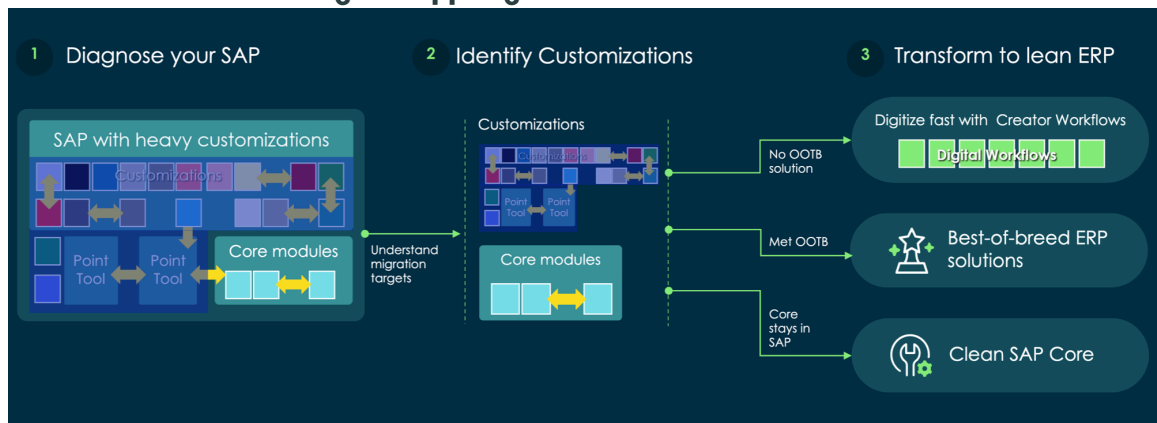 1 Diagnose your SAP
2 Identify Customizations
3 Transform to lean ERP
SAP with heavy customizations
Customizations
Point
Tool
Point
Tool
Core modules
Understand
migration
targets
Customizations
Customizations
Point
Tool
Point
Tool
Core modules
No OOTB
solution
Met OOTB
Core
stays in
SAP
Digitize fast with Creator Workflows
Digital Workflows
Best-of-breed ERP
solutions
Clean SAP Core